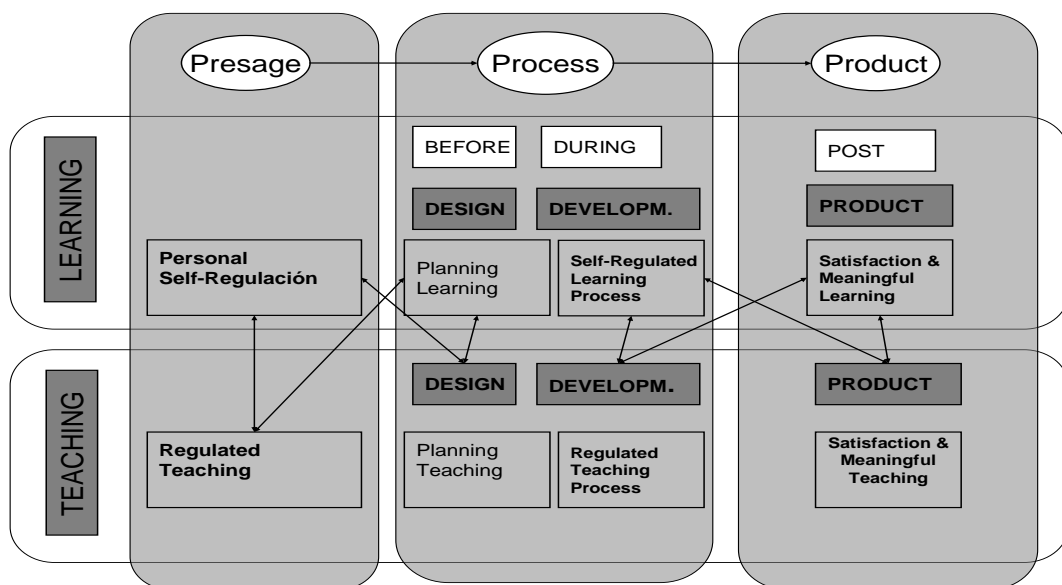 Presage
Process
Product
LEARNING
BEFORE
DURING
POST
DESIGN
DEVELOPM.
PRODUCT
Personal
Self-Regulación
Planning
Learning
Self-Regulated
Learning
Process
Satisfaction &
Meaningful
Learning
TEACHING
DESIGN
DEVELOPM.
PRODUCT
Regulated
Teaching
Planning
Teaching
Regulated
Teaching
Process
Satisfaction &
Meaningful
Teaching